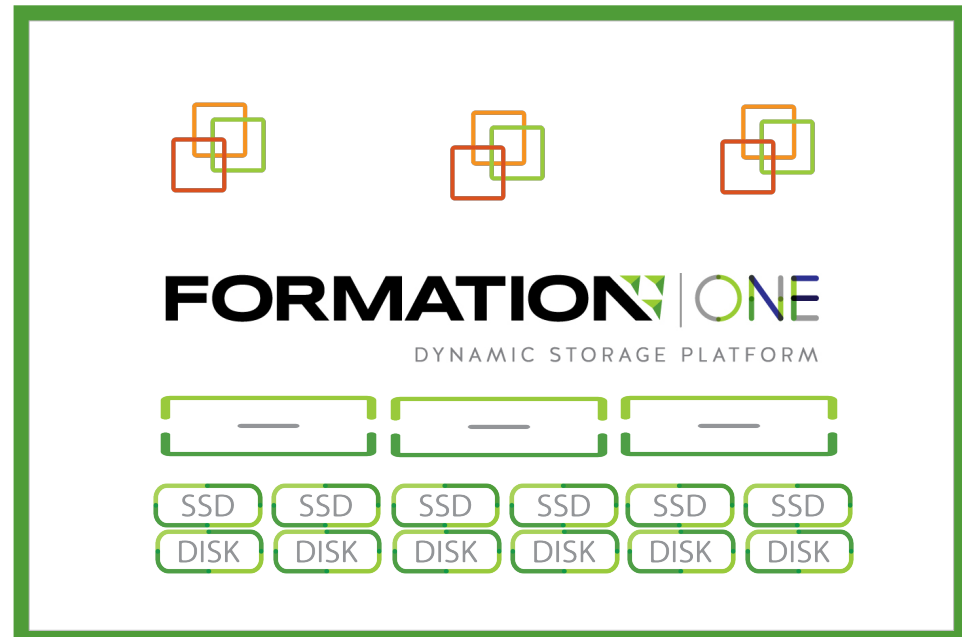 FORMATION | ONE
DYNAMIC STORAGE PLATFORM
SSD SSD SSD SSD SSD SSD
DISK DISK DISK DISK DISK DISK